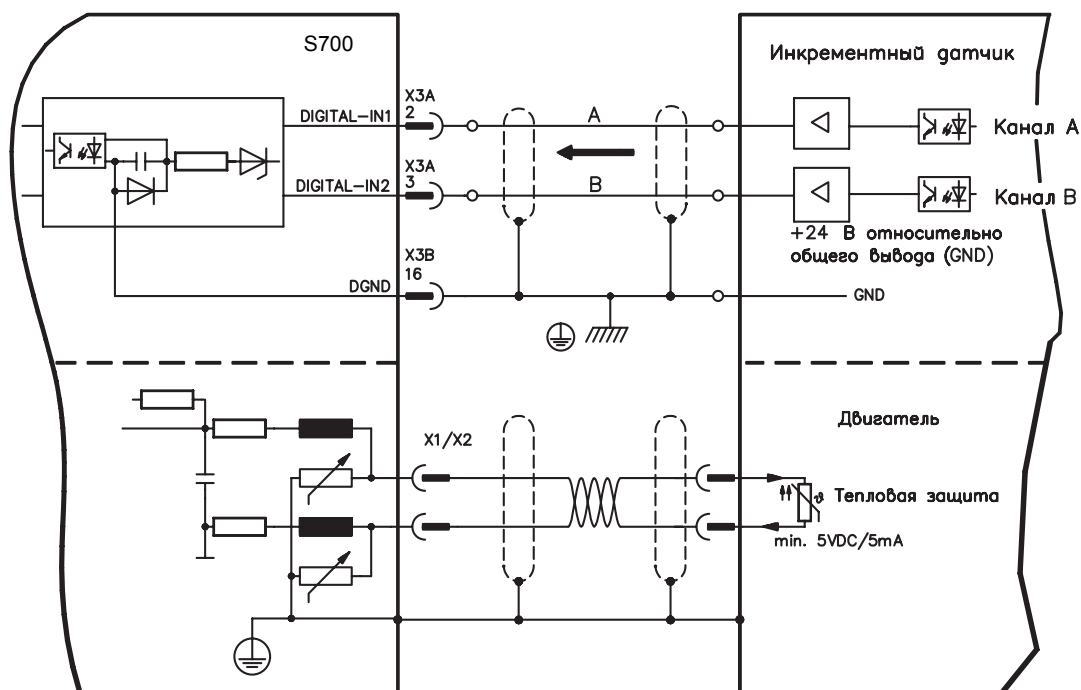 S700
Инкрементный датчик
X3A
2
DIGITAL-IN1
A
Канал A
X3A
3
DIGITAL-IN2
B
Канал B
+24 В относительно
общего вывода (GND)
X3B
16
DGND
GND
Двигатель
X1/X2
ϑ Тепловая защита
min. 5VDC/5mA